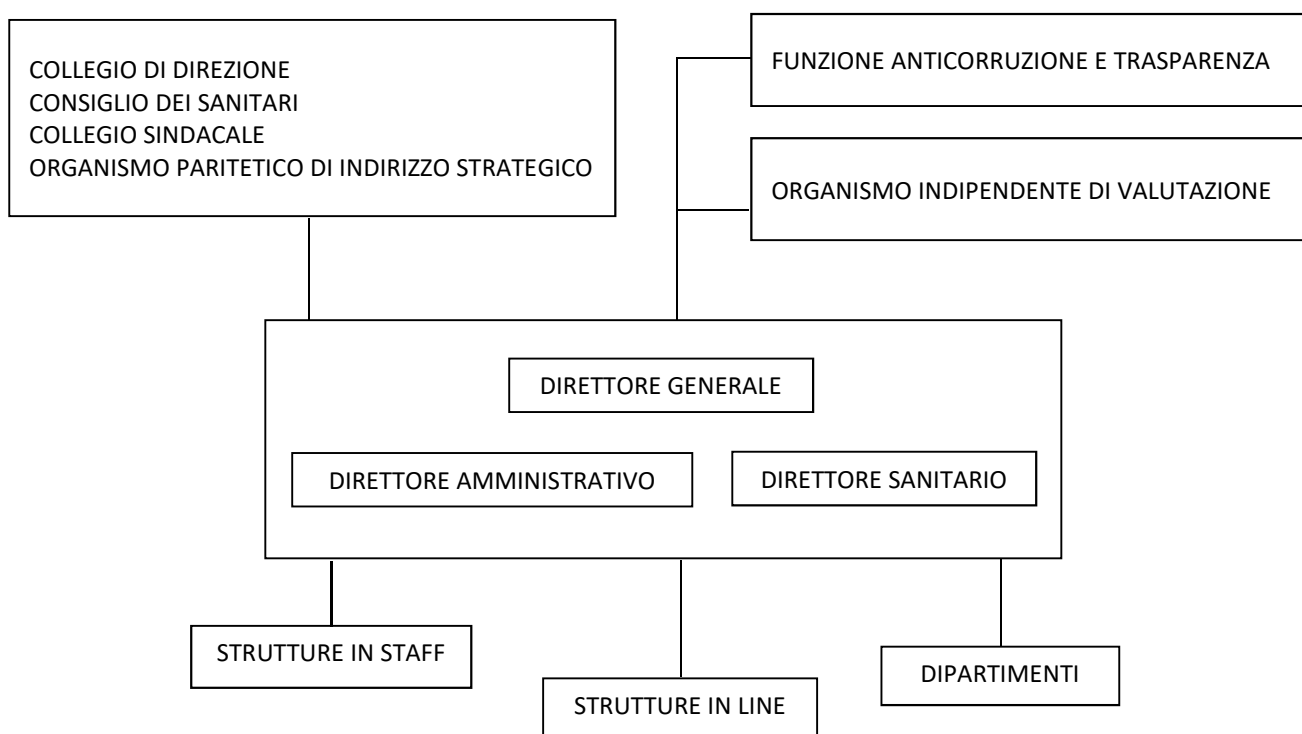 COLLEGIO DI DIREZIONE
CONSIGLIO DEI SANITARI
COLLEGIO SINDACALE
ORGANISMO PARITETICO DI INDIRIZZO STRATEGICO
FUNZIONE ANTICORRUZIONE E TRASPARENZA
ORGANISMO INDIPENDENTE DI VALUTAZIONE
DIRETTORE GENERALE
DIRETTORE AMMINISTRATIVO
DIRETTORE SANITARIO
STRUTTURE IN STAFF
STRUTTURE IN LINE
DIPARTIMENTI